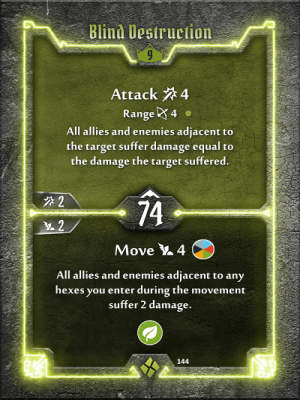 Blind Destruction
9
Attack 4
Range 4
All allies and enemies adjacent to
the target suffer damage equal to
the damage the target suffered.
2
74
2
Move 4
All allies and enemies adjacent to any
hexes you enter during the movement
suffer 2 damage.
144